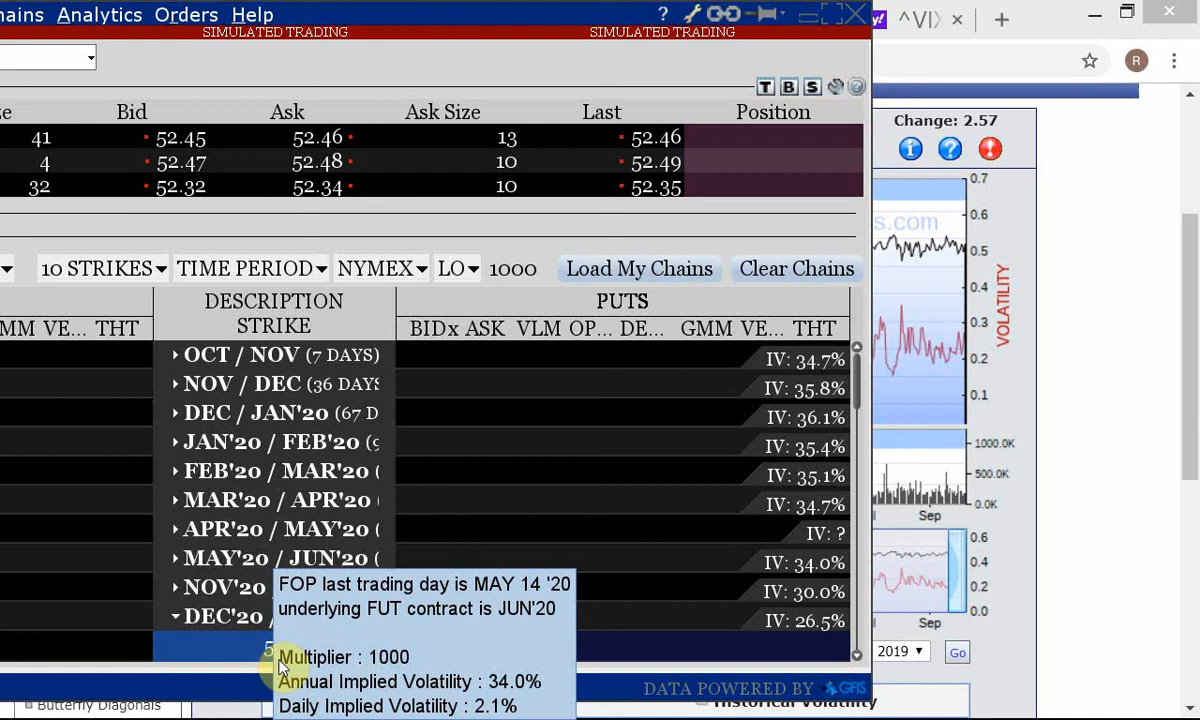 hains Analytics Orders Help ?
SIMULATED TRADING SIMULATED TRADING
y! ^VIX × +
R
T B S
ze Bid Ask Ask Size Last Position
41 52.45 52.46 13 52.46
4 52.47 52.48 10 52.49
32 52.32 52.34 10 52.35
10 STRIKES TIME PERIOD NYMEX LO 1000 Load My Chains Clear Chains
DESCRIPTION PUTS
STRIKE
MM VE... THT BIDx ASK VLM OP... DE... GMM VE... THT
OCT / NOV (7 DAYS) IV: 34.7%
NOV / DEC (36 DAYS IV: 35.8%
DEC / JAN'20 (67 D IV: 36.1%
JAN'20 / FEB'20 (9 IV: 35.4%
FEB'20 / MAR'20 ( IV: 35.1%
MAR'20 / APR'20 ( IV: 34.7%
APR'20 / MAY'20 ( IV: ?
MAY'20 / JUN'20 ( IV: 34.0%
NOV'20 IV: 30.0%
DEC'20 / IV: 26.5%
5
FOP last trading day is MAY 14 '20
underlying FUT contract is JUN'20
Multiplier : 1000
Annual Implied Volatility : 34.0%
Daily Implied Volatility : 2.1%
DATA POWERED BY GFIS
Change: 2.57
i ? !
s.com
0.7
0.6
0.5
0.4
0.3
0.2
0.1
VOLATILITY
1000.0K
500.0K
0.0K
l Sep
0.6
0.4
0.2
0.0
l Sep
2019 Go
Butterfly Diagonals
Historical Volatility